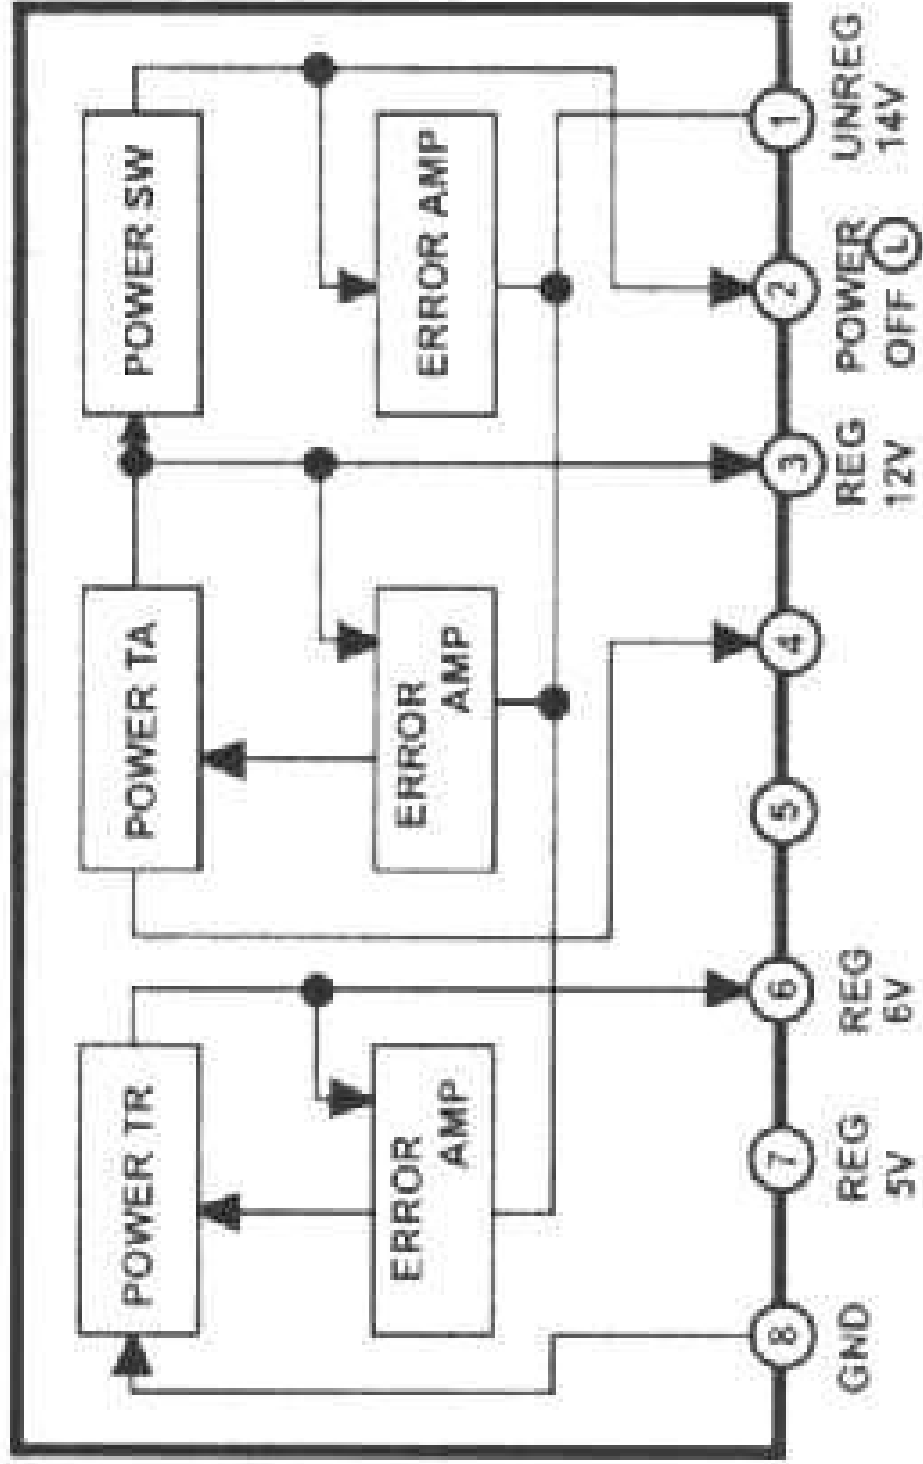 POWER TR
POWER TA
POWER SW
ERROR
AMP
ERROR
AMP
ERROR AMP
8
7
6
5
4
3
2
1
GND
REG
5V
REG
6V
REG
12V
POWER
OFF L
UNREG
14V